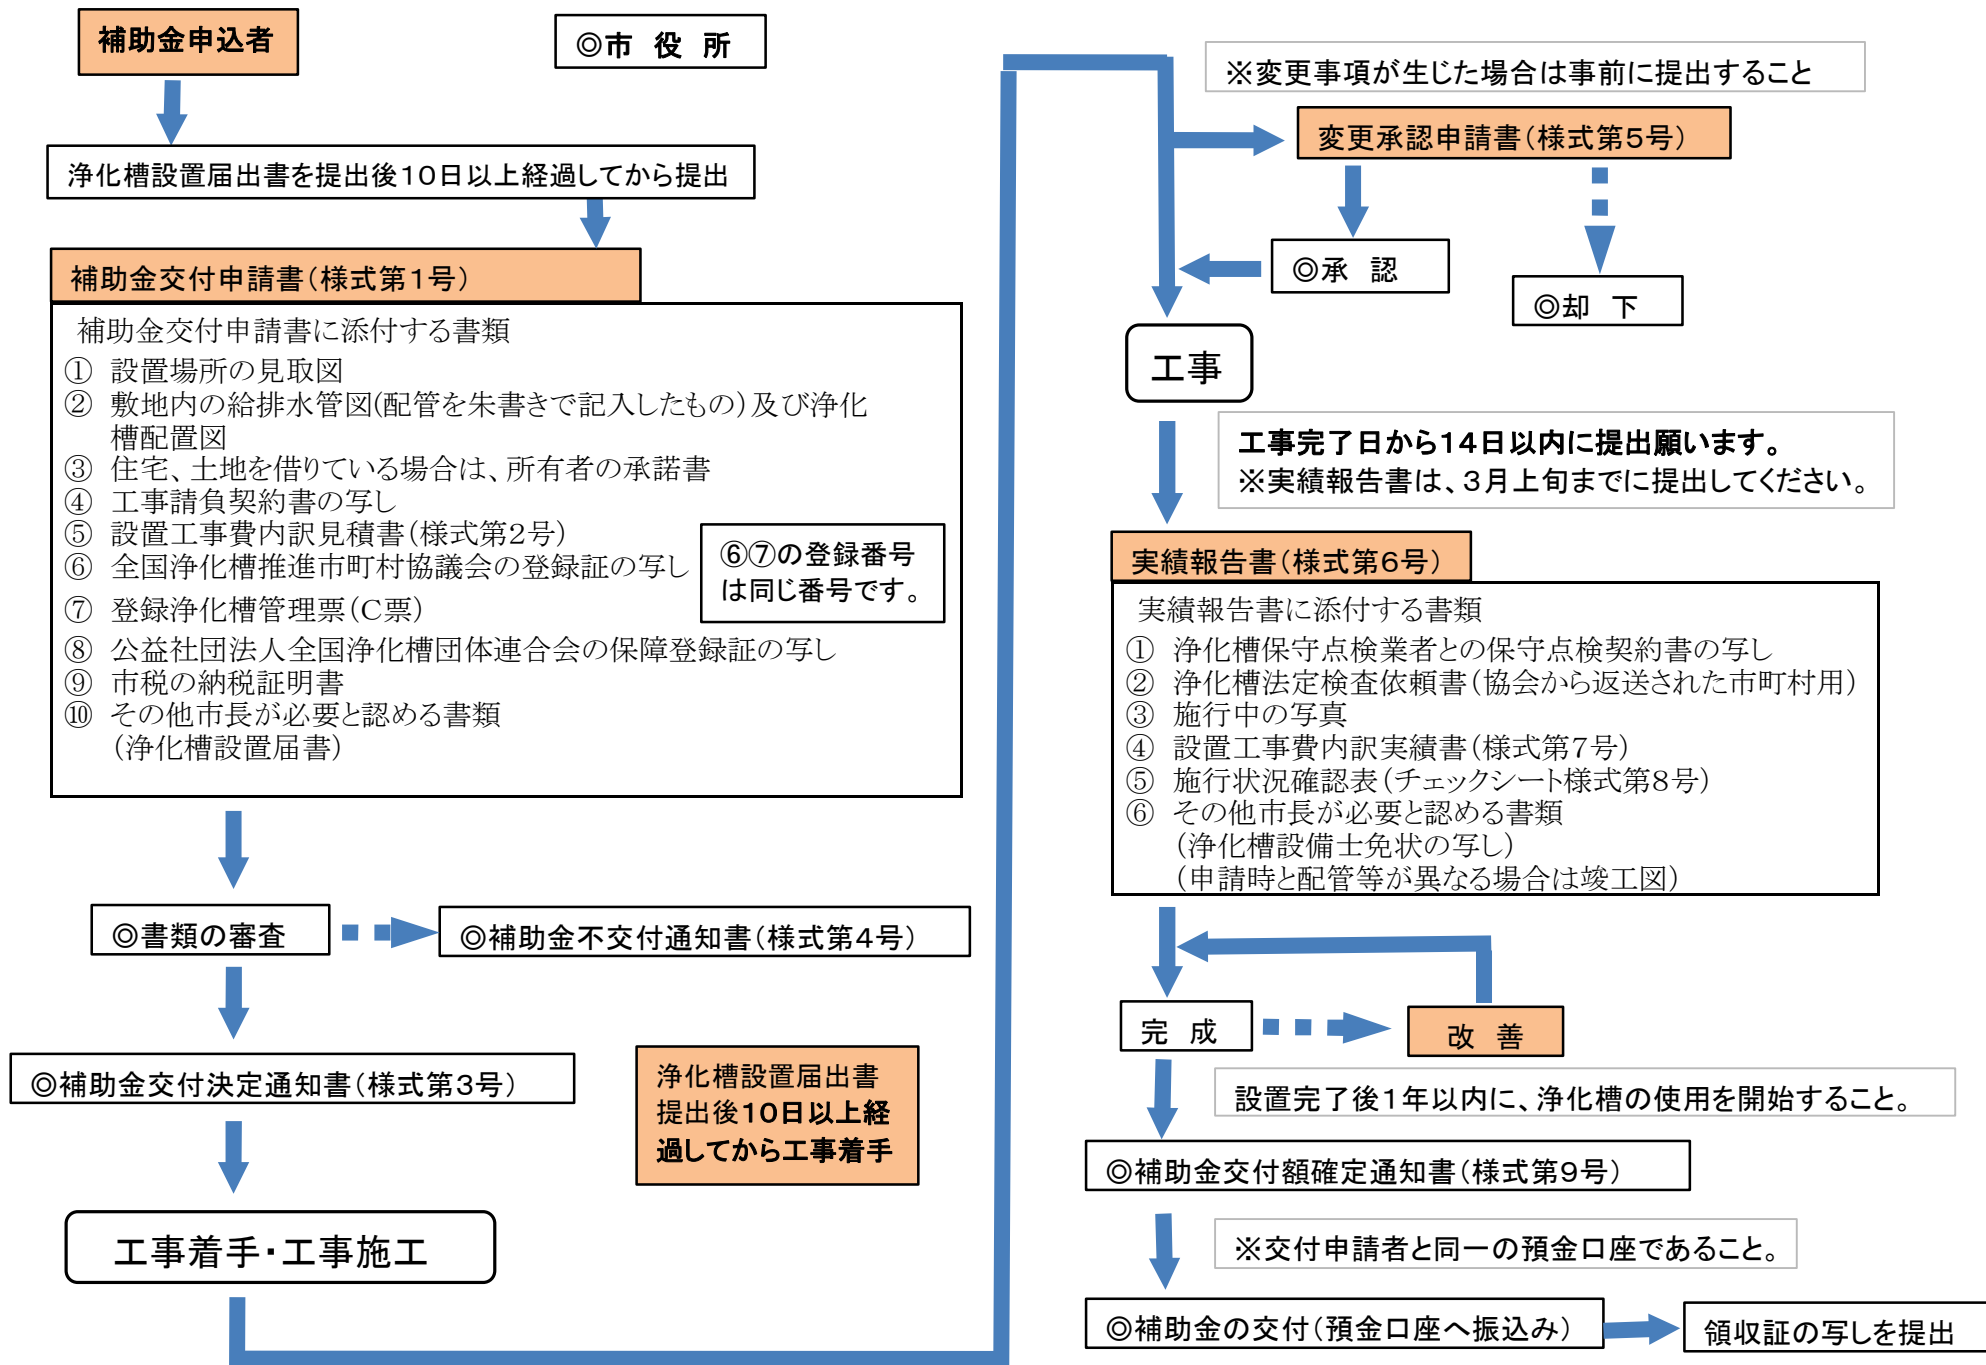 補助金申込者
◎市　役　所
浄化槽設置届出書を提出後１０日以上経過してから提出
補助金交付申請書（様式第１号）
補助金交付申請書に添付する書類
① 設置場所の見取図
② 敷地内の給排水管図(配管を朱書きで記入したもの)及び浄化
槽配置図
③ 住宅、土地を借りている場合は、所有者の承諾書
④ 工事請負契約書の写し
⑤ 設置工事費内訳見積書（様式第2号）
⑥ 全国浄化槽推進市町村協議会の登録証の写し
⑦ 登録浄化槽管理票（C票）
⑧ 公益社団法人全国浄化槽団体連合会の保障登録証の写し
⑨ 市税の納税証明書
⑩ その他市長が必要と認める書類
（浄化槽設置届書）
⑥⑦の登録番号
は同じ番号です。
◎書類の審査
◎補助金不交付通知書（様式第４号）
◎補助金交付決定通知書（様式第３号）
浄化槽設置届出書
提出後１０日以上経
過してから工事着手
工事着手・工事施工
※変更事項が生じた場合は事前に提出すること
変更承認申請書（様式第５号）
◎承　認
◎却　下
工事
工事完了日から１４日以内に提出願います。
※実績報告書は、３月上旬までに提出してください。
実績報告書（様式第６号）
実績報告書に添付する書類
① 浄化槽保守点検業者との保守点検契約書の写し
② 浄化槽法定検査依頼書（協会から返送された市町村用）
③ 施行中の写真
④ 設置工事費内訳実績書（様式第7号）
⑤ 施行状況確認表（チェックシート様式第8号）
⑥ その他市長が必要と認める書類
（浄化槽設備士免状の写し）
（申請時と配管等が異なる場合は竣工図）
完　成
改　善
設置完了後１年以内に、浄化槽の使用を開始すること。
◎補助金交付額確定通知書（様式第９号）
※交付申請者と同一の預金口座であること。
◎補助金の交付（預金口座へ振込み）
領収証の写しを提出